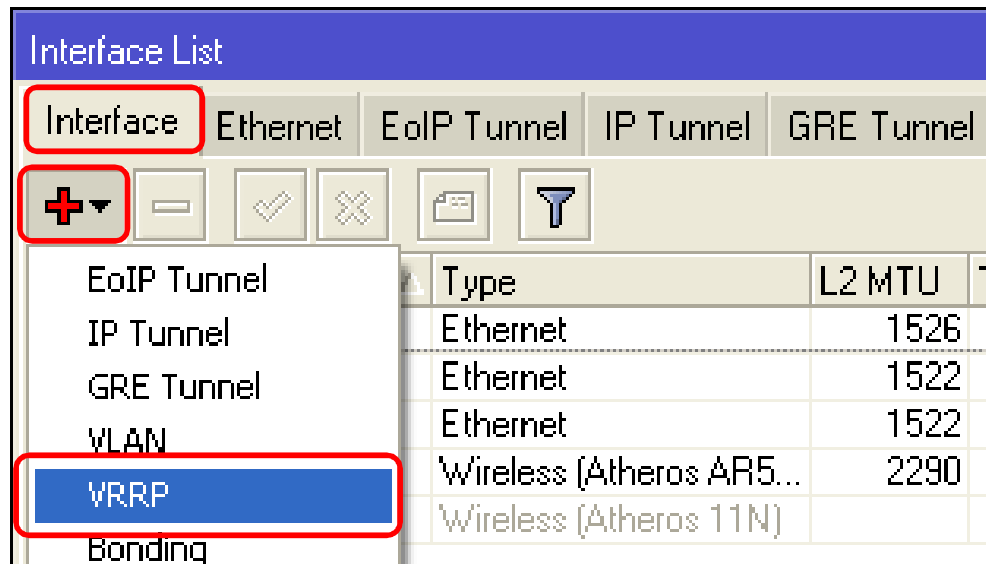 Interface List
Interface Ethernet EoIP Tunnel IP Tunnel GRE Tunnel
EoIP Tunnel
IP Tunnel
GRE Tunnel
VLAN
VRRP
Bonding
Type L2 MTU
Ethernet 1526
Ethernet 1522
Ethernet 1522
Wireless (Atheros AR5... 2290
Wireless (Atheros 11N)